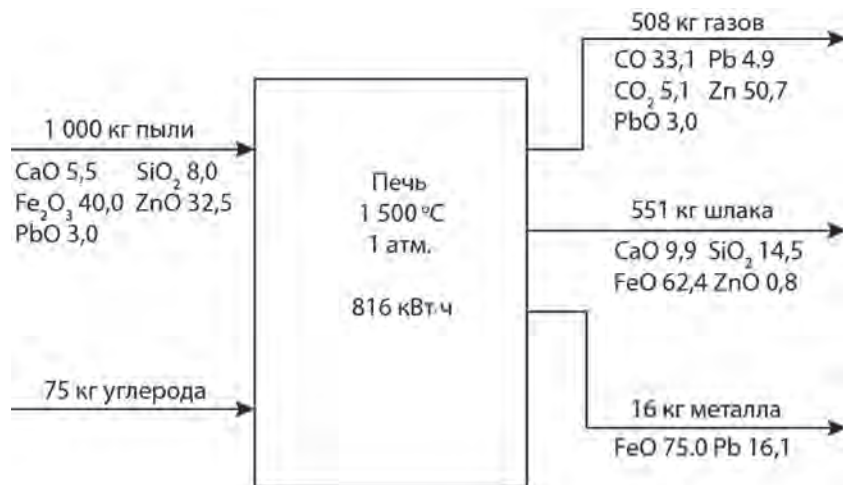 508 кг газов
CO 33,1 Pb 4.9
CO₂ 5,1 Zn 50,7
PbO 3,0
1 000 кг пыли
CaO 5,5 SiO₂ 8,0
Fe₂O₃ 40,0 ZnO 32,5
PbO 3,0
Печь
1 500 ºC
1 атм.
816 кВт·ч
551 кг шлака
CaO 9,9 SiO₂ 14,5
FeO 62,4 ZnO 0,8
75 кг углерода
16 кг металла
FeO 75.0 Pb 16,1